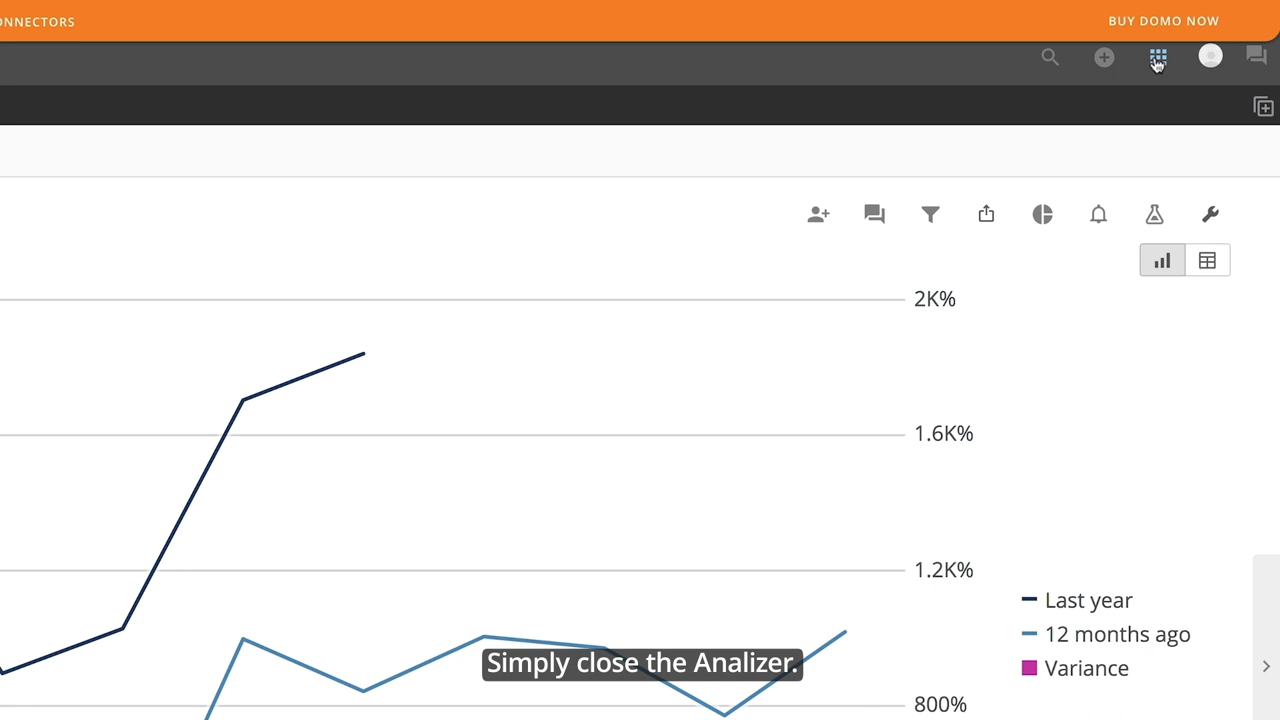 ONNECTORS
BUY DOMO NOW
2K%
1.6K%
1.2K%
Last year
12 months ago
Simply close the Analizer.
Variance
800%